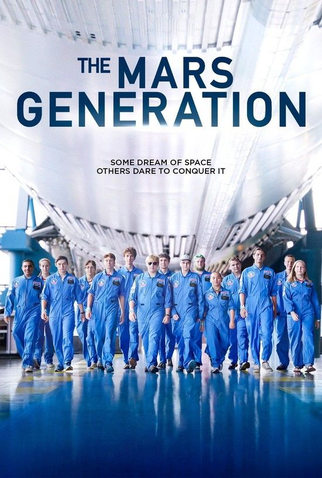 THE MARS
GENERATION
SOME DREAM OF SPACE
OTHERS DARE TO CONQUER IT